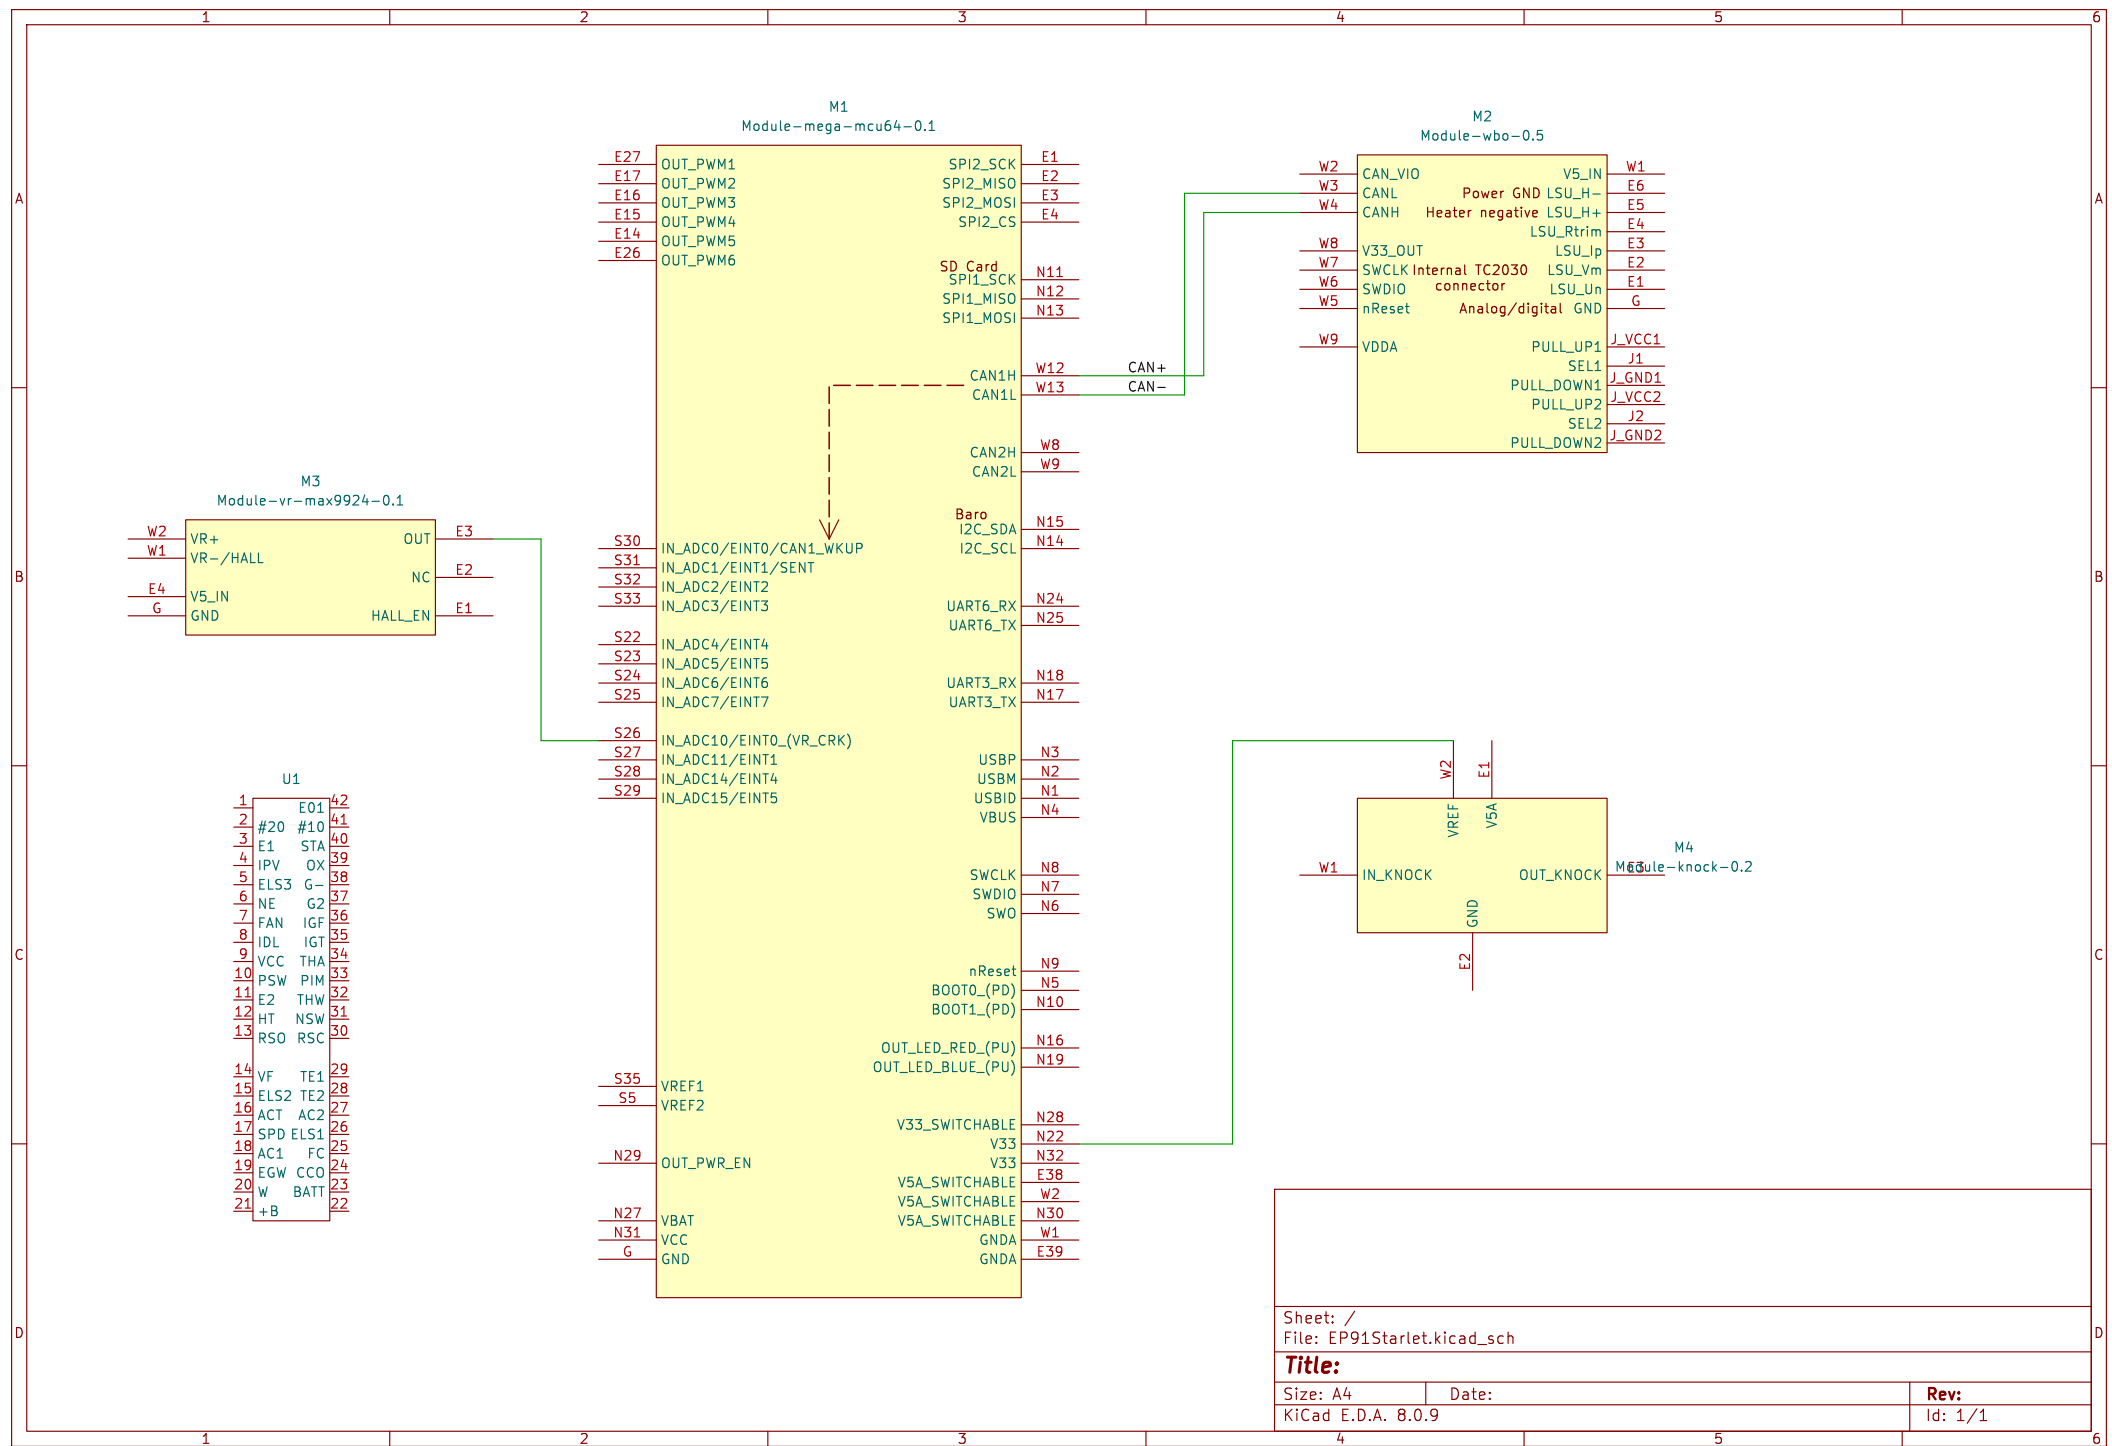 1 2 3 4 5 6
A
B
C
D
A
B
C
D
1 2 3 4 5 6
M1
Module-mega-mcu64-0.1
E27 OUT_PWM1
E17 OUT_PWM2
E16 OUT_PWM3
E15 OUT_PWM4
E14 OUT_PWM5
E26 OUT_PWM6
S30 IN_ADC0/EINT0/CAN1_WKUP
S31 IN_ADC1/EINT1/SENT
S32 IN_ADC2/EINT2
S33 IN_ADC3/EINT3
S22 IN_ADC4/EINT4
S23 IN_ADC5/EINT5
S24 IN_ADC6/EINT6
S25 IN_ADC7/EINT7
S26 IN_ADC10/EINT0_(VR_CRK)
S27 IN_ADC11/EINT1
S28 IN_ADC14/EINT4
S29 IN_ADC15/EINT5
S35 VREF1
S5 VREF2
N29 OUT_PWR_EN
N27 VBAT
N31 VCC
G GND
SPI2_SCK E1
SPI2_MISO E2
SPI2_MOSI E3
SPI2_CS E4
SD Card
SPI1_SCK N11
SPI1_MISO N12
SPI1_MOSI N13
CAN1H W12 CAN+
CAN1L W13 CAN-
CAN2H W8
CAN2L W9
Baro
I2C_SDA N15
I2C_SCL N14
UART6_RX N24
UART6_TX N25
UART3_RX N18
UART3_TX N17
USBP N3
USBM N2
USBID N1
VBUS N4
SWCLK N8
SWDIO N7
SWO N6
nReset N9
BOOT0_(PD) N5
BOOT1_(PD) N10
OUT_LED_RED_(PU) N16
OUT_LED_BLUE_(PU) N19
V33_SWITCHABLE N28
V33 N22
V33 N32
V5A_SWITCHABLE E38
V5A_SWITCHABLE W2
V5A_SWITCHABLE N30
GNDA W1
GNDA E39
M2
Module-wbo-0.5
W2 CAN_VIO V5_IN W1
W3 CANL Power GND LSU_H- E6
W4 CANH Heater negative LSU_H+ E5
LSU_Rtrim E4
W8 V33_OUT LSU_Ip E3
W7 SWCLK Internal TC2030 LSU_Vm E2
W6 SWDIO connector LSU_Un E1
W5 nReset Analog/digital GND G
W9 VDDA PULL_UP1 J_VCC1
SEL1 J1
PULL_DOWN1 J_GND1
PULL_UP2 J_VCC2
SEL2 J2
PULL_DOWN2 J_GND2
M3
Module-vr-max9924-0.1
W2 VR+ OUT E3
W1 VR-/HALL
NC E2
E4 V5_IN
G GND HALL_EN E1
U1
1 E01 42
2 #20 #10 41
3 E1 STA 40
4 IPV OX 39
5 ELS3 G- 38
6 NE G2 37
7 FAN IGF 36
8 IDL IGT 35
9 VCC THA 34
10 PSW PIM 33
11 E2 THW 32
12 HT NSW 31
13 RSO RSC 30
14 VF TE1 29
15 ELS2 TE2 28
16 ACT AC2 27
17 SPD ELS1 26
18 AC1 FC 25
19 EGW CCO 24
20 W BATT 23
21 +B 22
W2 E1
VREF V5A
M4
Module-knock-0.2
W1 IN_KNOCK OUT_KNOCK E3
GND
E2
Sheet: /
File: EP91Starlet.kicad_sch
Title:
Size: A4 Date: Rev:
KiCad E.D.A. 8.0.9 Id: 1/1